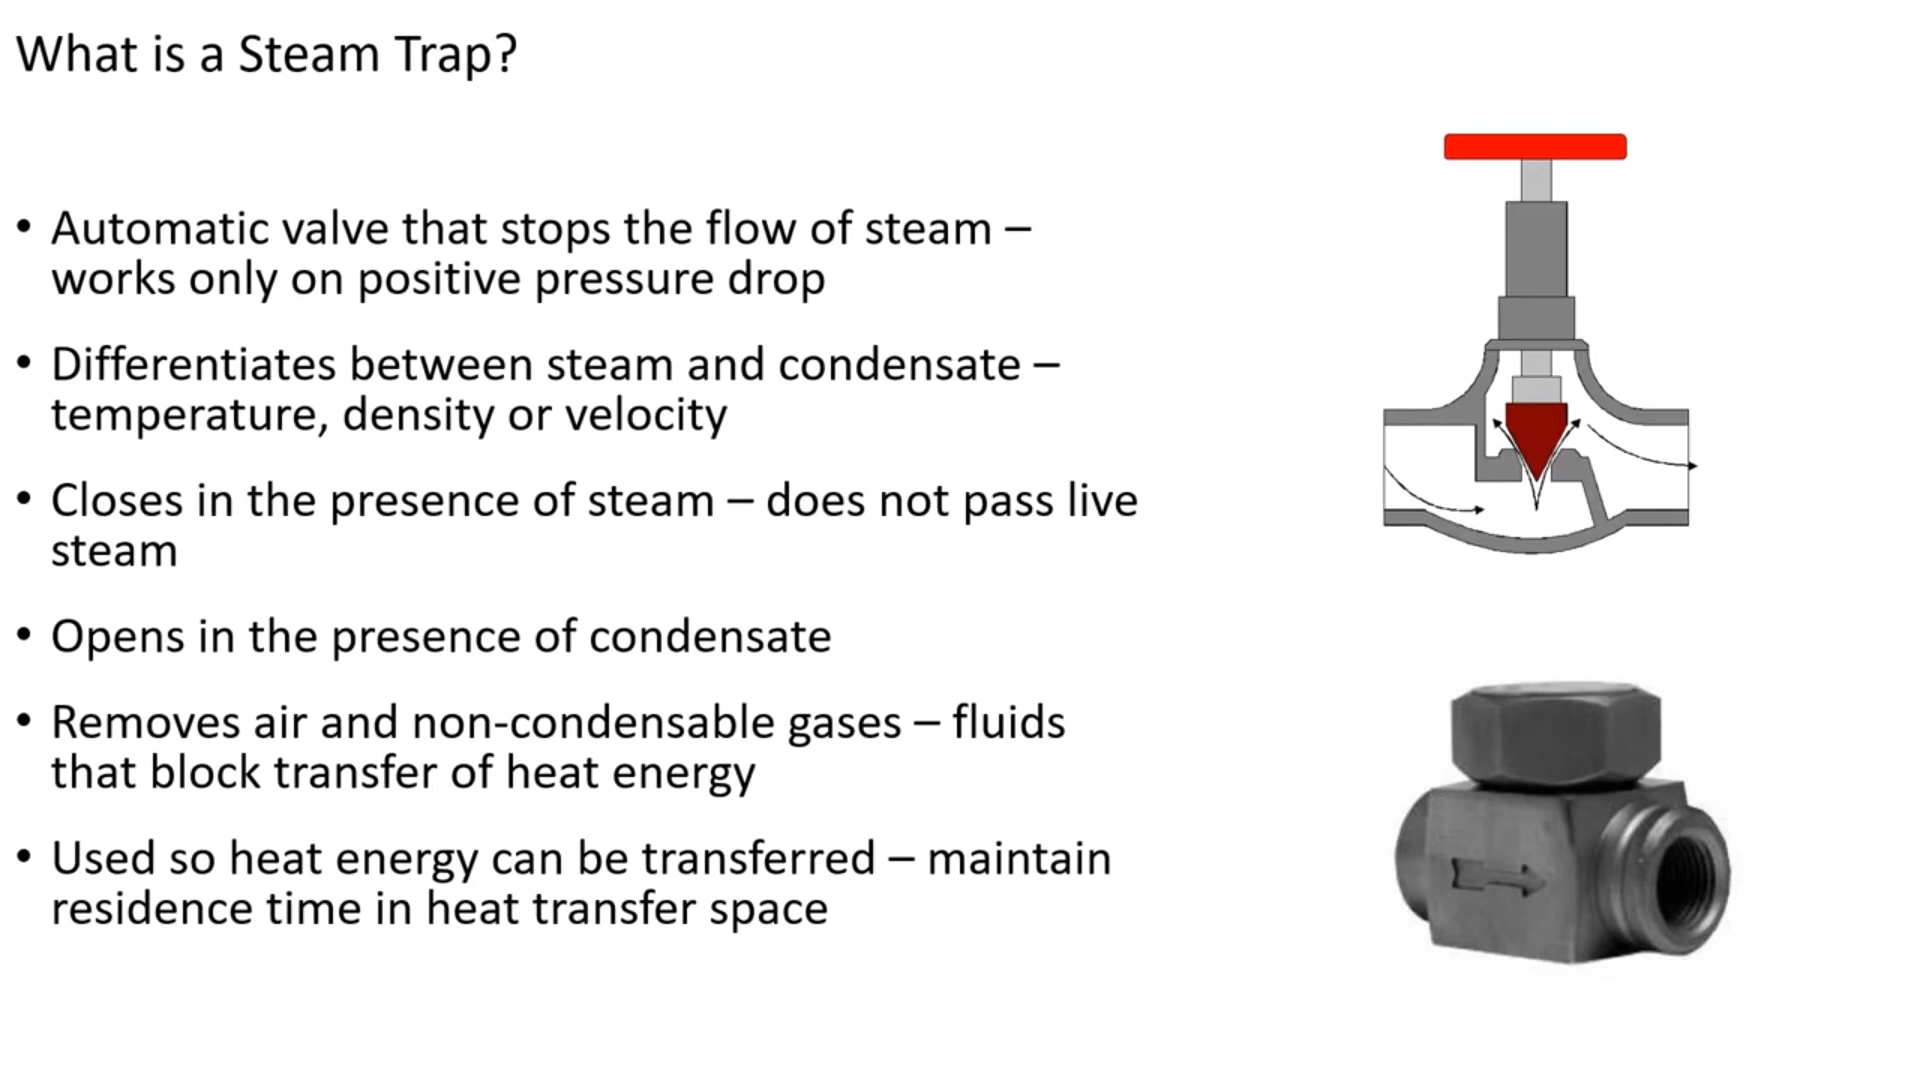 What is a Steam Trap?
• Automatic valve that stops the flow of steam –
works only on positive pressure drop
• Differentiates between steam and condensate –
temperature, density or velocity
• Closes in the presence of steam – does not pass live
steam
• Opens in the presence of condensate
• Removes air and non-condensable gases – fluids
that block transfer of heat energy
• Used so heat energy can be transferred – maintain
residence time in heat transfer space